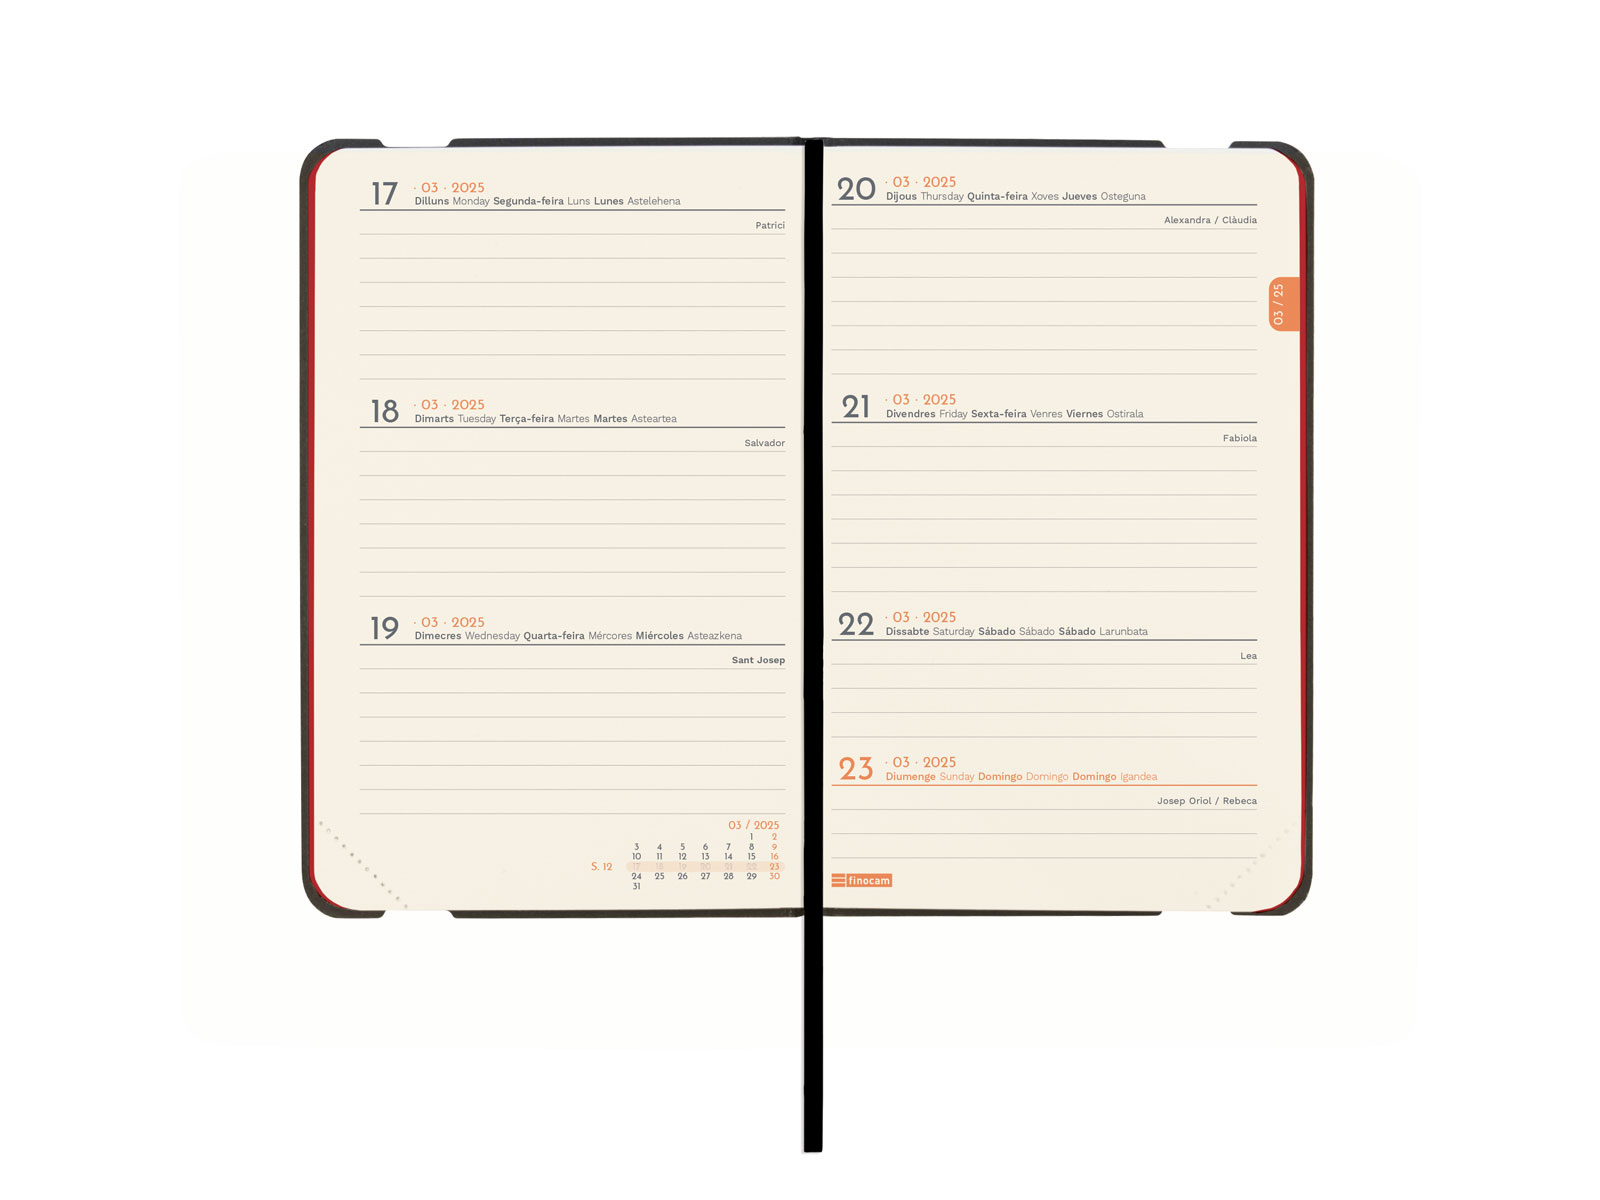 17 · 03 · 2025
Dilluns Monday Segunda-feira Luns Lunes Astelehena
Patrici
18 · 03 · 2025
Dimarts Tuesday Terça-feira Martes Martes Asteartea
Salvador
19 · 03 · 2025
Dimecres Wednesday Quarta-feira Mércores Miércoles Asteazkena
Sant Josep
03 / 2025
1 2
3 4 5 6 7 8 9
10 11 12 13 14 15 16
S. 12 17 18 19 20 21 22 23
24 25 26 27 28 29 30
31
20 · 03 · 2025
Dijous Thursday Quinta-feira Xoves Jueves Osteguna
Alexandra / Clàudia
03 / 25
21 · 03 · 2025
Divendres Friday Sexta-feira Venres Viernes Ostirala
Fabiola
22 · 03 · 2025
Dissabte Saturday Sábado Sábado Sábado Larunbata
Lea
23 · 03 · 2025
Diumenge Sunday Domingo Domingo Domingo Igandea
Josep Oriol / Rebeca
finocam